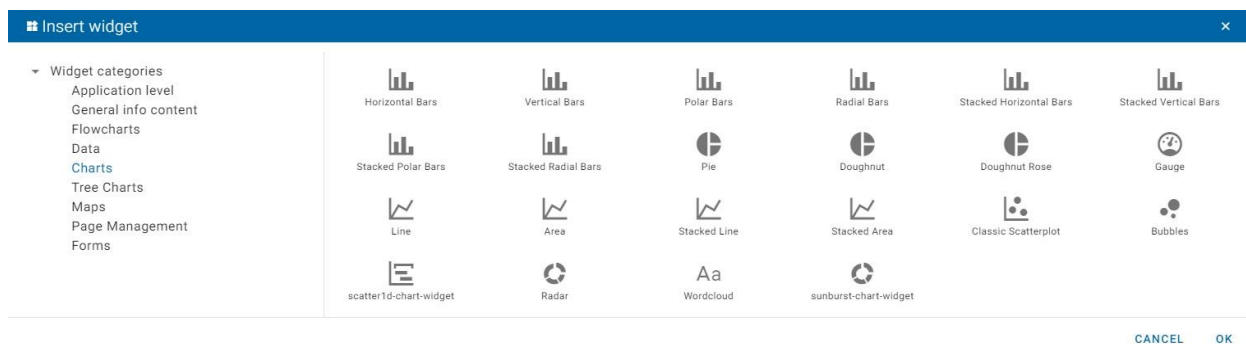 Insert widget
Widget categories
Application level
General info content
Flowcharts
Data
Charts
Tree Charts
Maps
Page Management
Forms
Horizontal Bars
Vertical Bars
Polar Bars
Radial Bars
Stacked Horizontal Bars
Stacked Vertical Bars
Stacked Polar Bars
Stacked Radial Bars
Pie
Doughnut
Doughnut Rose
Gauge
Line
Area
Stacked Line
Stacked Area
Classic Scatterplot
Bubbles
scatter1d-chart-widget
Radar
Aa
Wordcloud
sunburst-chart-widget
CANCEL OK